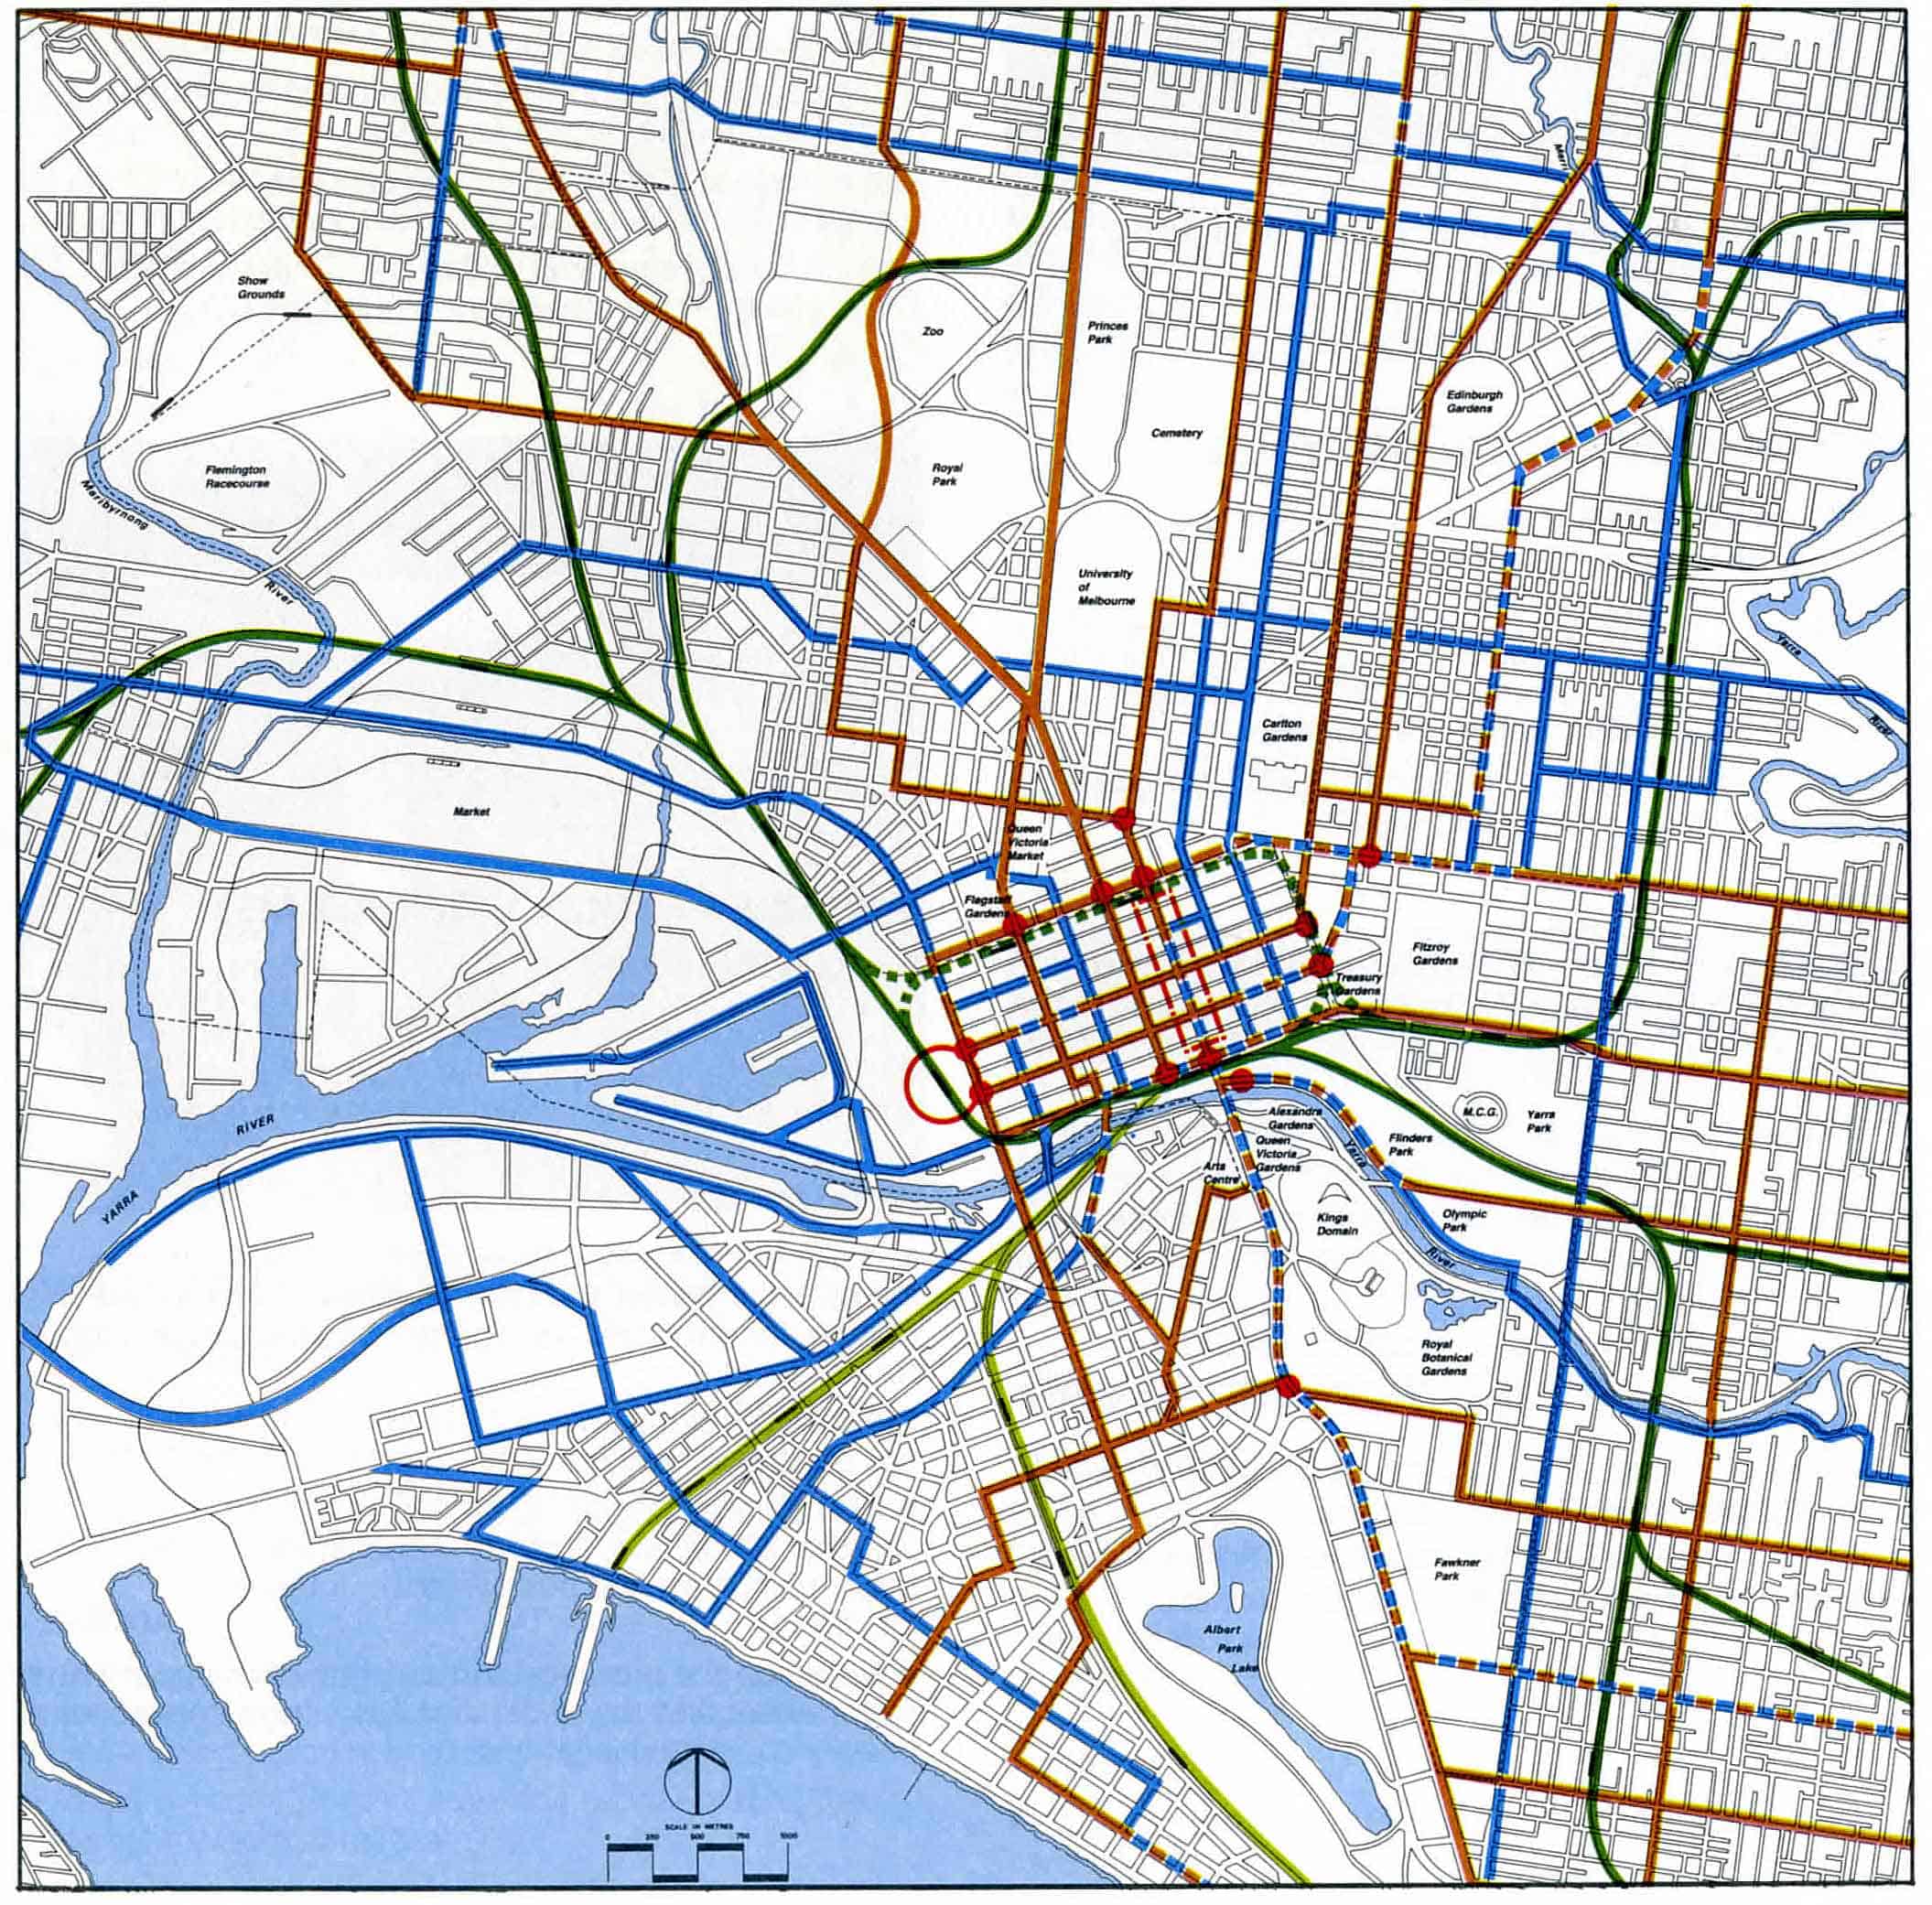 Merri
Show
Grounds
Zoo
Princes
Park
Edinburgh
Gardens
Cemetery
Flemington
Racecourse
Royal
Park
Maribyrnong
River
University
of
Melbourne
Yarra
River
Carlton
Gardens
Market
Queen
Victoria
Market
Flagstaff
Gardens
Fitzroy
Gardens
Treasury
Gardens
RIVER
YARRA
M.C.G.
Yarra
Park
Alexandra
Gardens
Flinders
Park
Queen
Victoria
Gardens
Yarra
Arts
Centre
Kings
Domain
Olympic
Park
River
Royal
Botanical
Gardens
Fawkner
Park
Albert
Park
Lake
SCALE IN METRES
0 250 500 750 1000